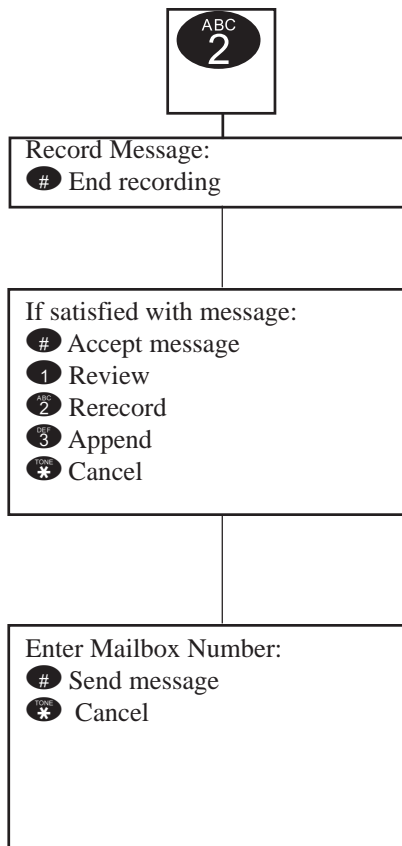 ABC
2
Record Message:
# End recording
If satisfied with message:
# Accept message
1 Review
ABC 2 Rerecord
DEF 3 Append
TONE * Cancel
Enter Mailbox Number:
# Send message
TONE * Cancel